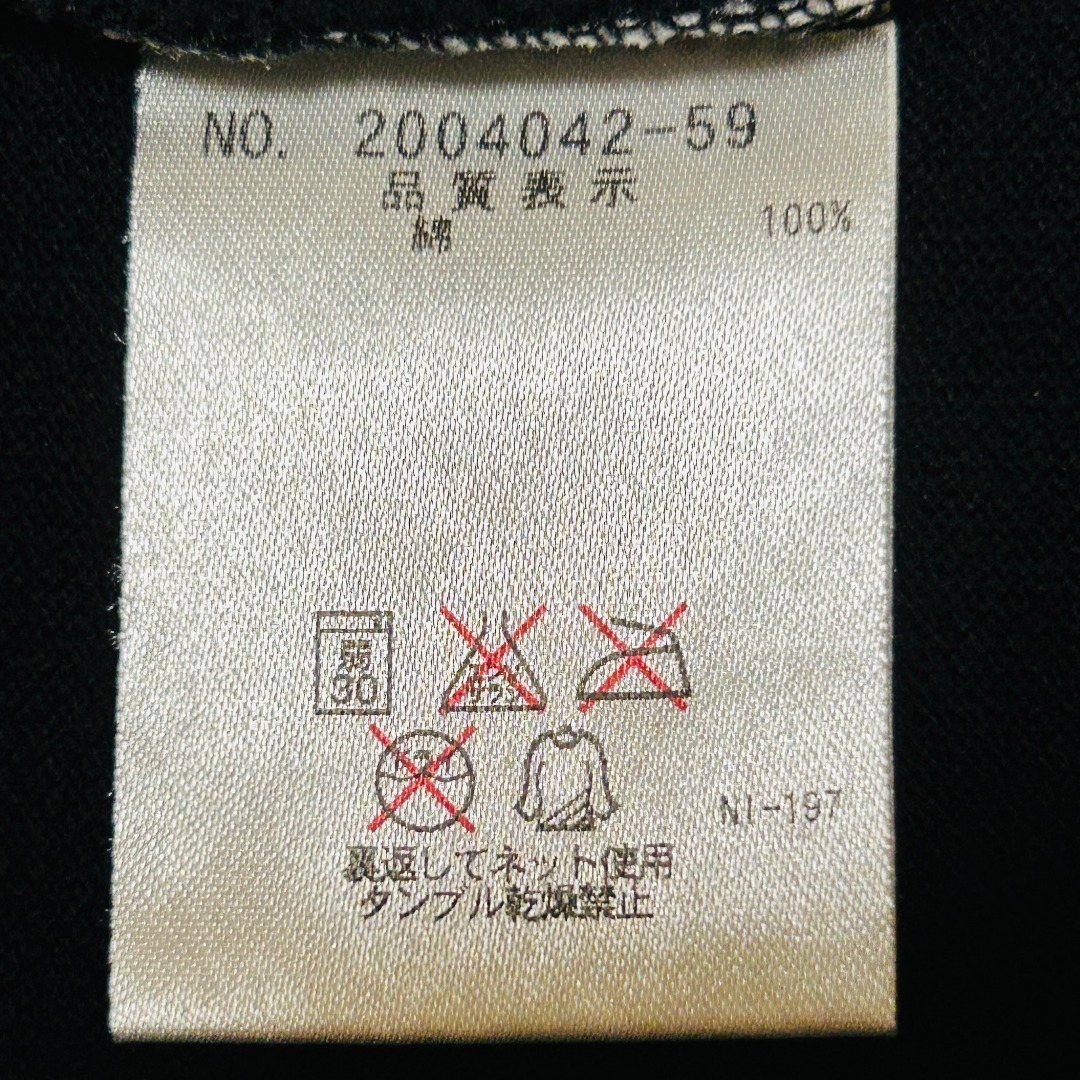 NO. 2004042-59
品質表示
綿 100%
弱
30
NI-197
裏返してネット使用
タンブル乾燥禁止